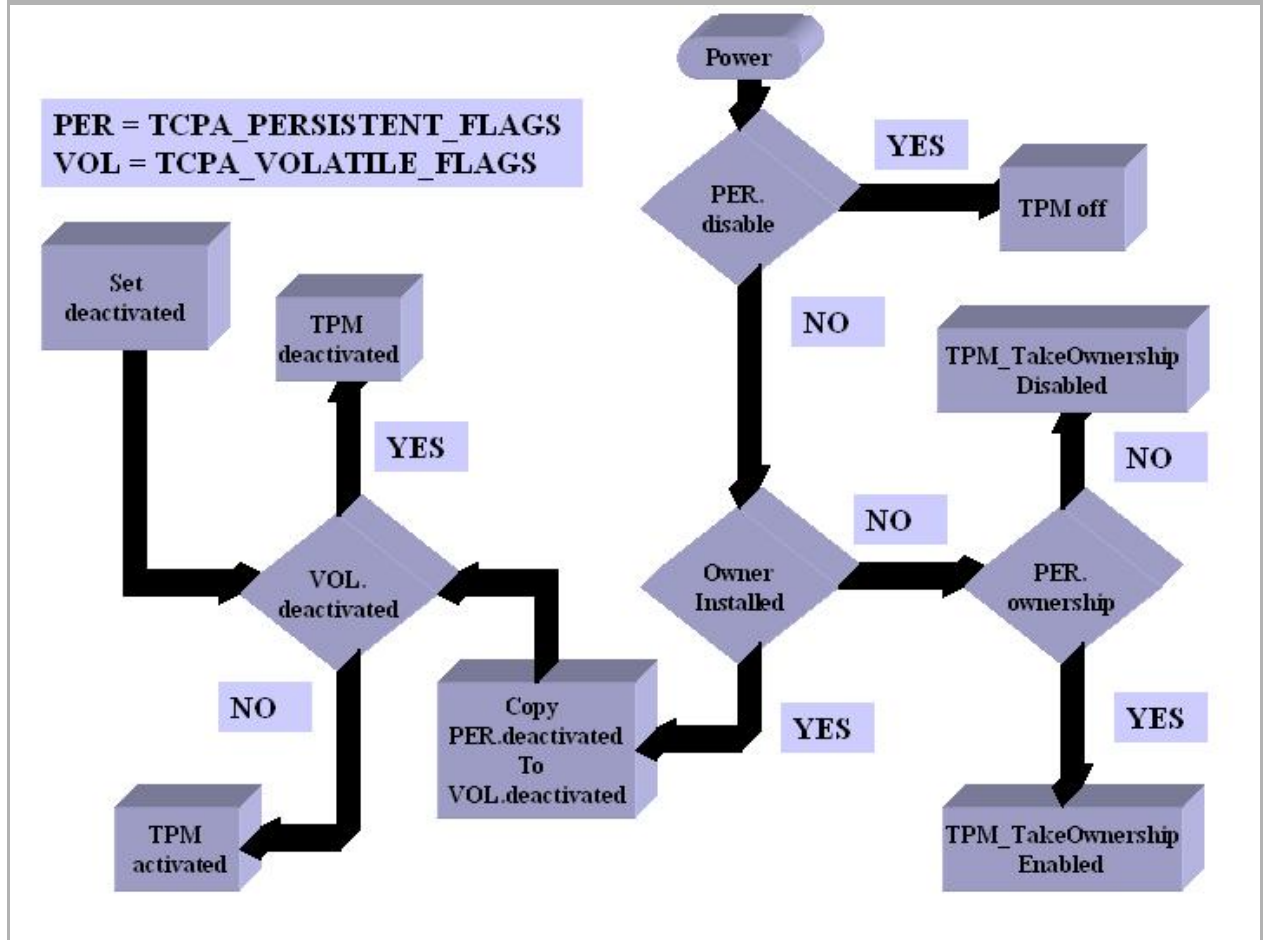 Power
PER = TCPA_PERSISTENT_FLAGS
VOL = TCPA_VOLATILE_FLAGS
YES
PER.
disable
TPM off
Set
deactivated
TPM
deactivated
NO
TPM_TakeOwnership
Disabled
YES
NO
NO
VOL.
deactivated
Owner
Installed
PER.
ownership
NO
Copy
PER.deactivated
To
VOL.deactivated
YES
YES
TPM
activated
TPM_TakeOwnership
Enabled